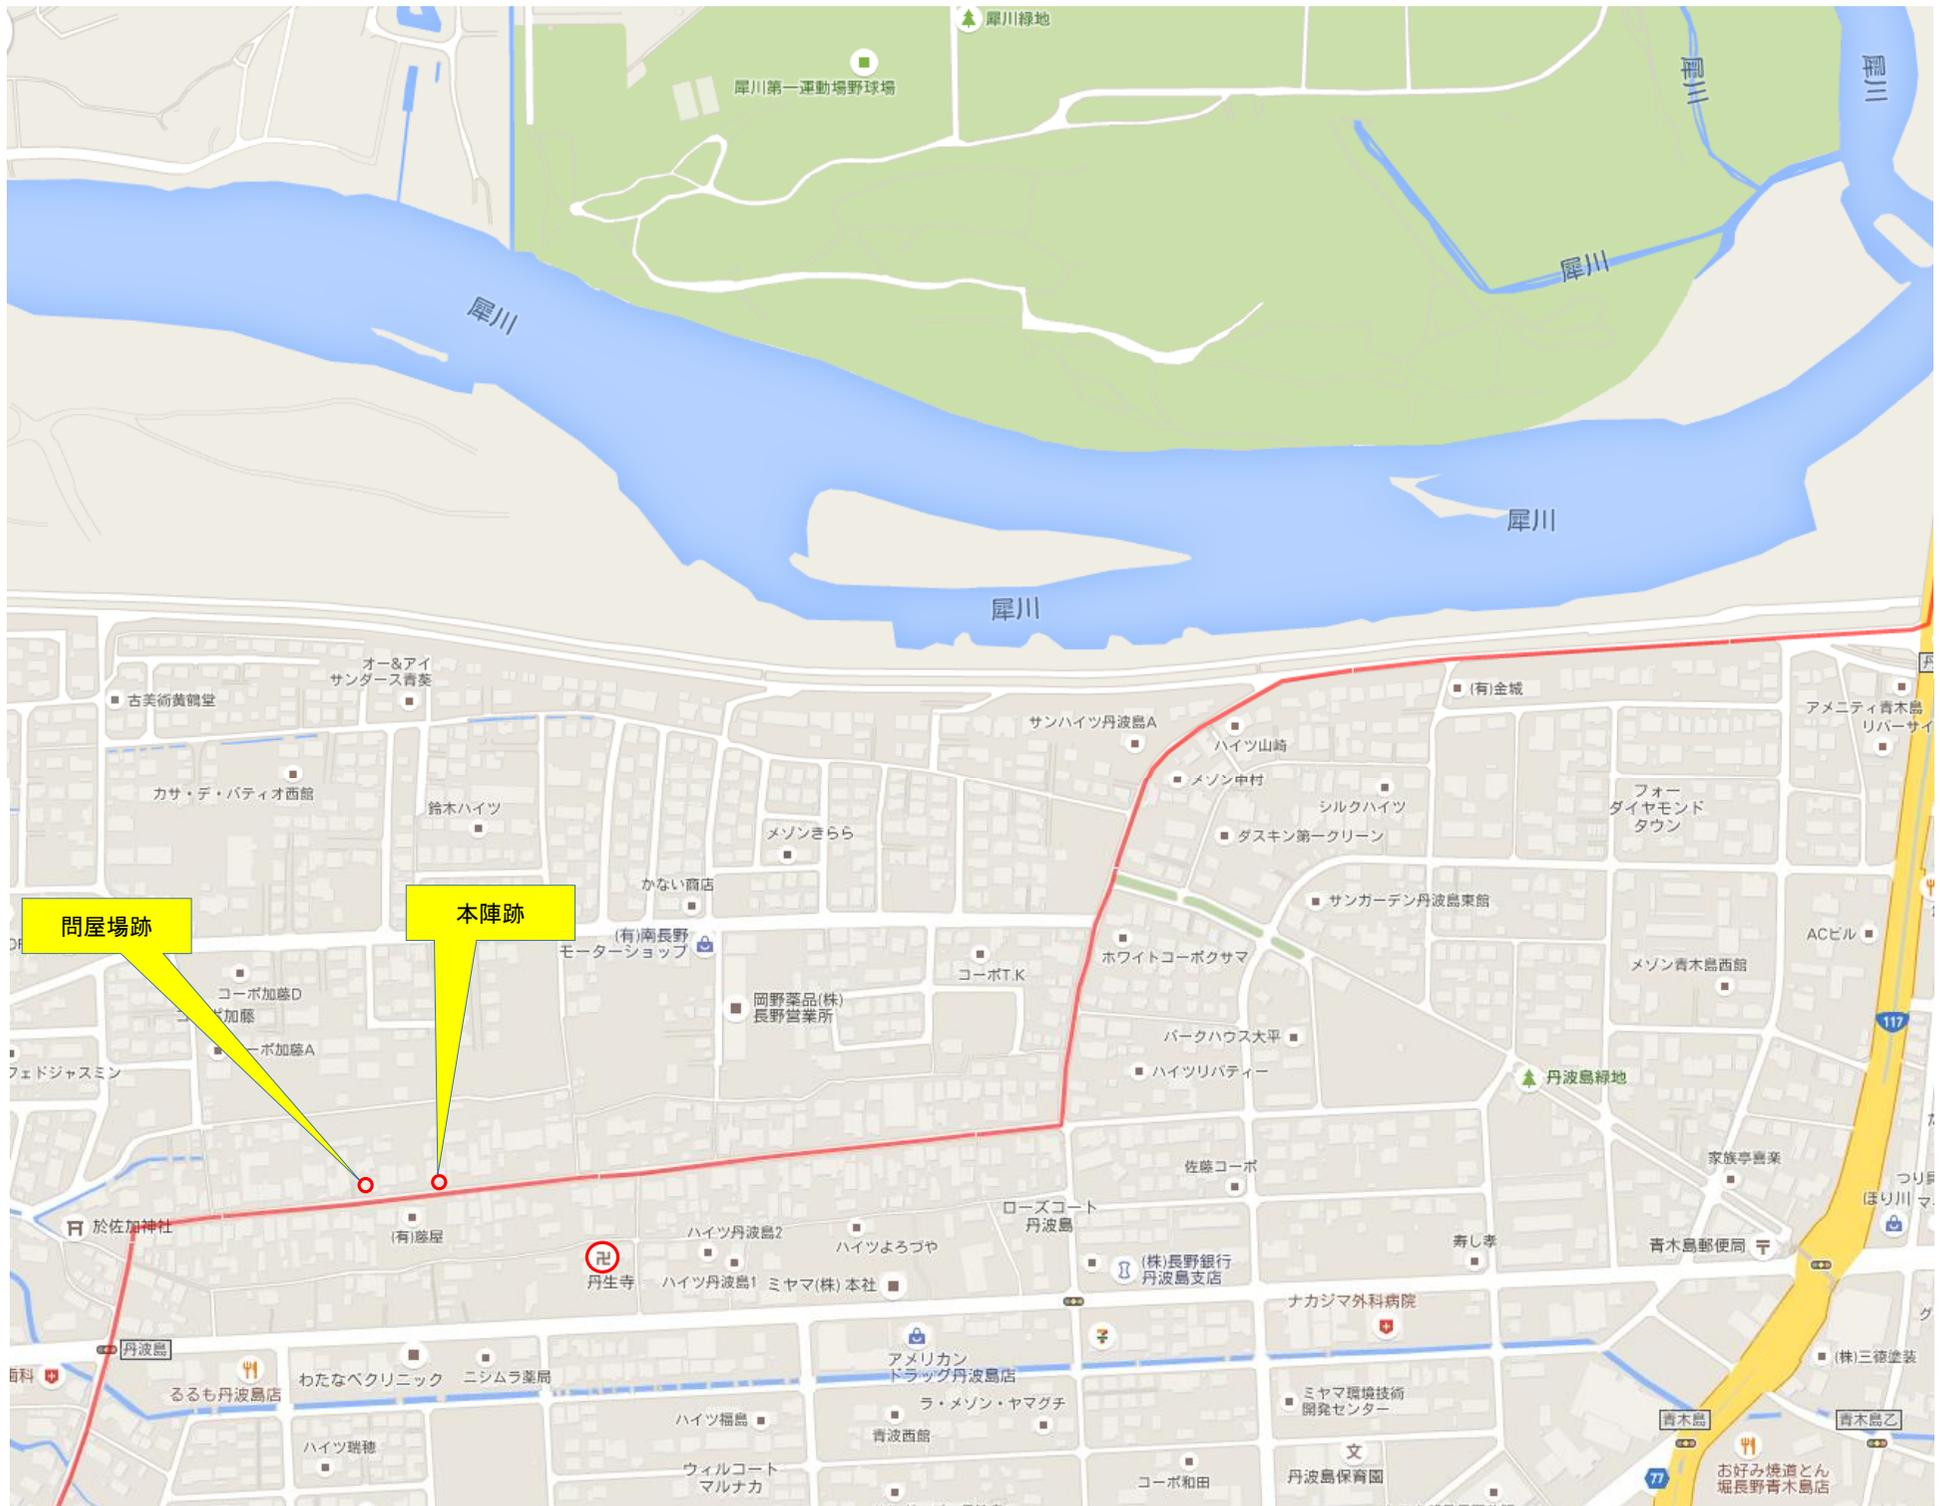 犀川緑地
犀川第一運動場野球場
犀川
犀川
犀川
犀川
犀川
犀川
オー&アイ
サンダース青葵
古美術黄鶴堂
(有)金城
サンハイツ丹波島A
ハイツ山崎
アメニティ青木島
リバーサイ
カサ・デ・パティオ西館
鈴木ハイツ
メゾン中村
シルクハイツ
フォー
ダイヤモンド
タウン
メゾンきらら
ダスキン第一クリーン
かない商店
サンガーデン丹波島東館
問屋場跡
本陣跡
(有)南長野
モーターショップ
ACビル
ホワイトコーポクサマ
コーポT.K
メゾン青木島西館
コーポ加藤D
岡野薬品(株)
長野営業所
117
パークハウス大平
ーポ加藤A
フェドジャスミン
ハイツリバティー
丹波島緑地
佐藤コーポ
家族亭喜楽
つり具
ほり川
於佐加神社
(有)藤屋
ローズコート
丹波島
ハイツ丹波島2
ハイツよろづや
寿し孝
青木島郵便局
丹生寺
ハイツ丹波島1
ミヤマ(株)本社
(株)長野銀行
丹波島支店
ナカジマ外科病院
丹波島
歯科
アメリカン
ドラッグ丹波島店
(株)三徳塗装
るるも丹波島店
わたなべクリニック
ニシムラ薬局
ラ・メゾン・ヤマグチ
ミヤマ環境技術
開発センター
ハイツ福島
青波西館
青木島
青木島乙
ハイツ瑞穂
ウィルコート
マルナカ
コーポ和田
文
丹波島保育園
77
お好み焼道とん
堀長野青木島店